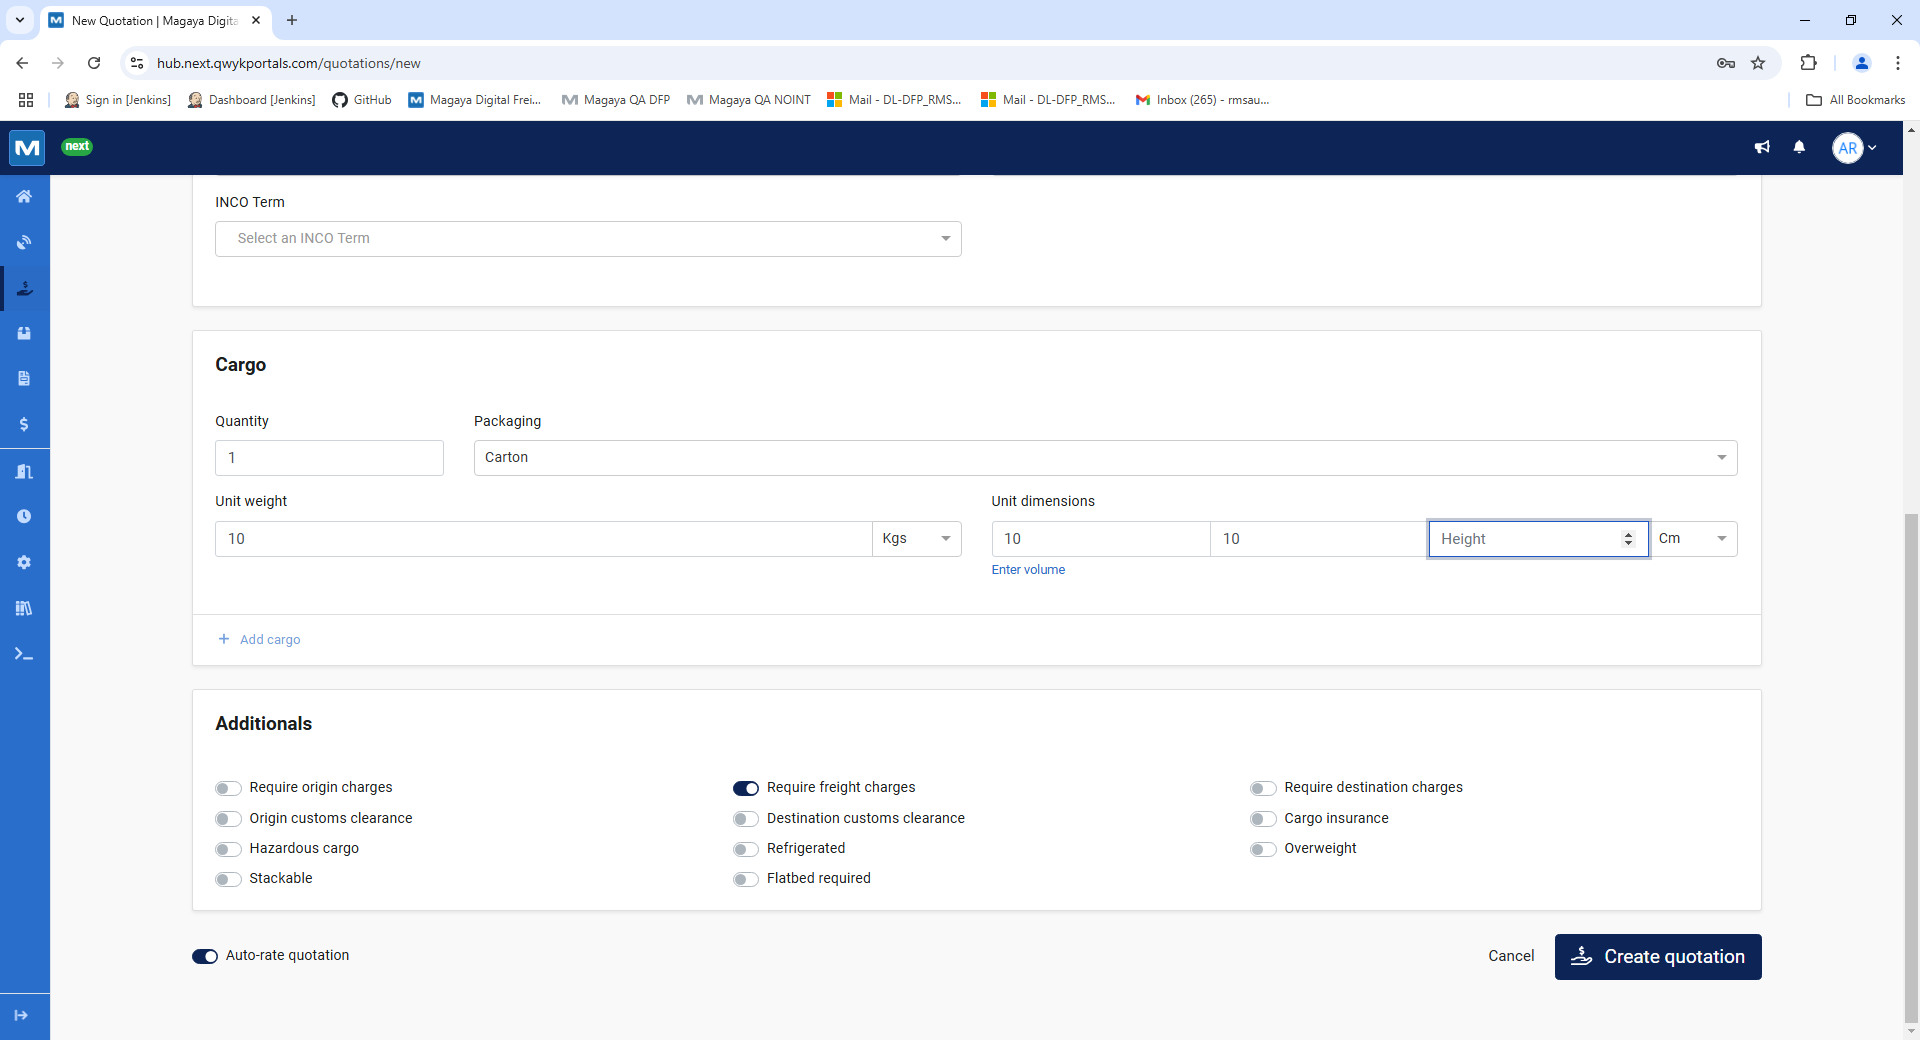 New Quotation | Magaya Digita
hub.next.qwykportals.com/quotations/new
Sign in [Jenkins]
Dashboard [Jenkins]
GitHub
Magaya Digital Frei...
Magaya QA DFP
Magaya QA NOINT
Mail - DL-DFP_RMS...
Mail - DL-DFP_RMS...
Inbox (265) - rmsau...
All Bookmarks
M next
AR
INCO Term
Select an INCO Term
Cargo
Quantity
Packaging
1
Carton
Unit weight
Unit dimensions
10
Kgs
10
10
Height
Cm
Enter volume
+ Add cargo
Additionals
Require origin charges
Require freight charges
Require destination charges
Origin customs clearance
Destination customs clearance
Cargo insurance
Hazardous cargo
Refrigerated
Overweight
Stackable
Flatbed required
Auto-rate quotation
Cancel
Create quotation